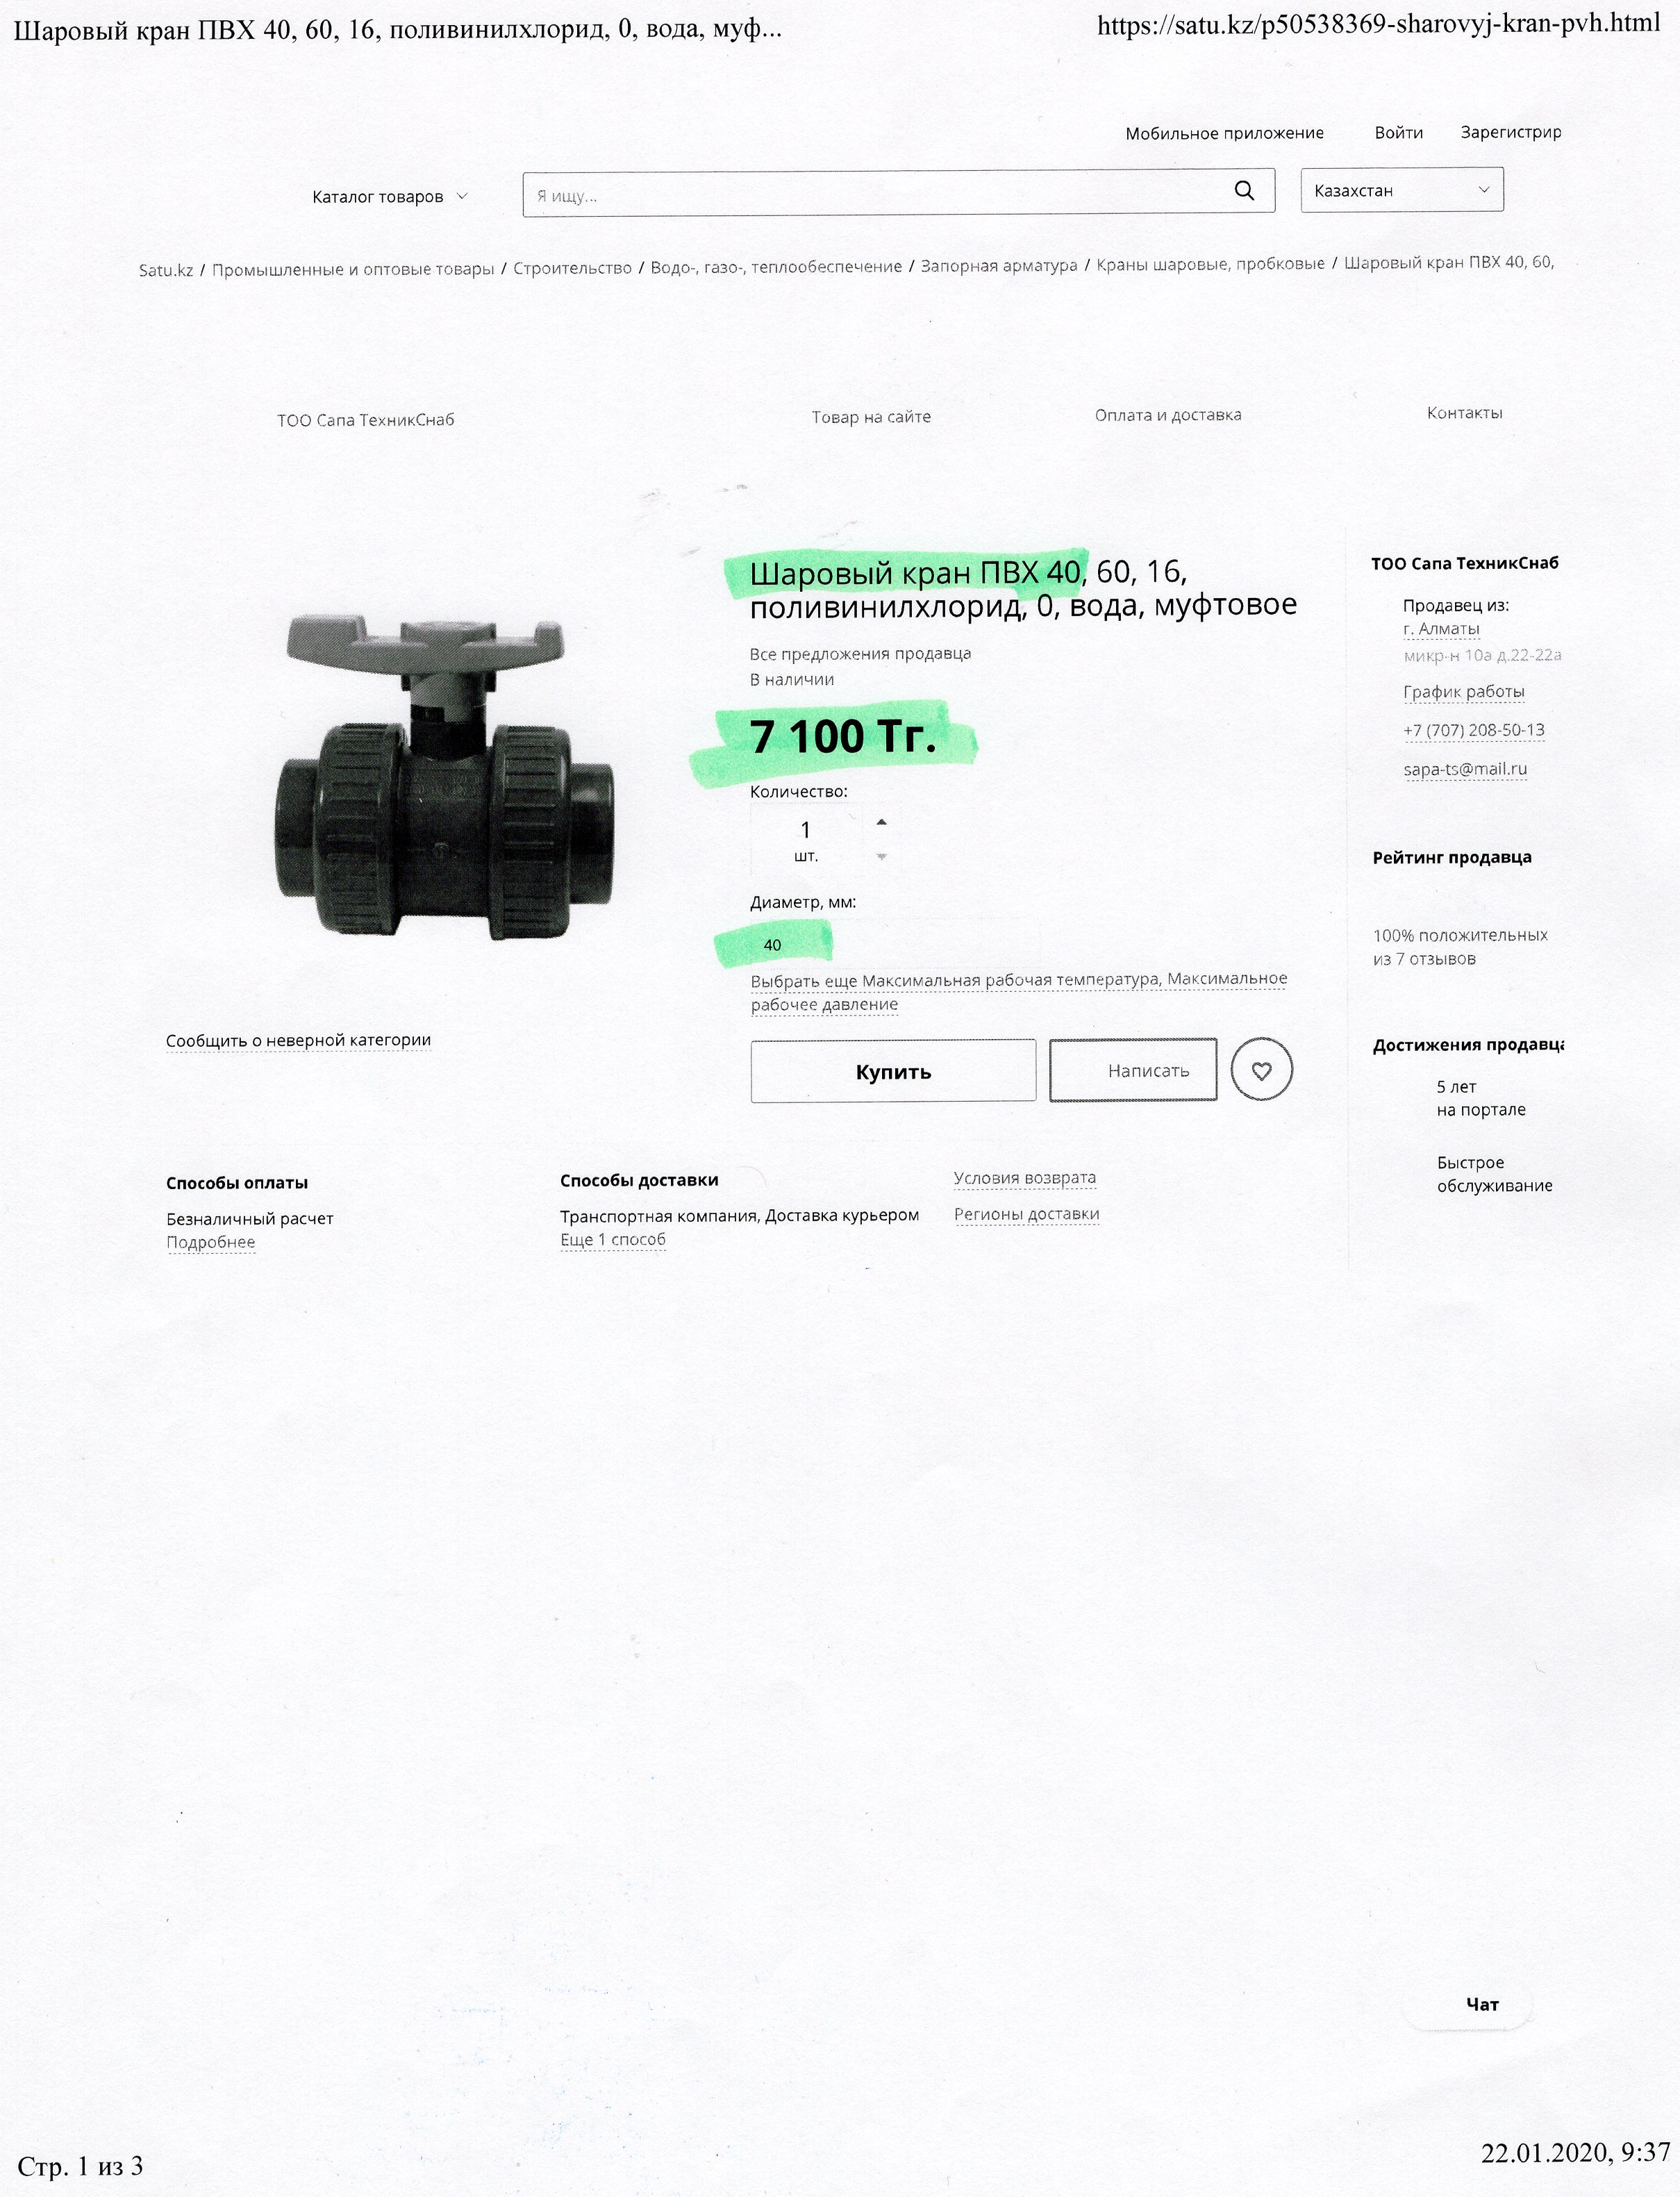 Шаровый кран ПВХ 40, 60, 16, поливинилхлорид, 0, вода, муф...
https://satu.kz/p50538369-sharovyj-kran-pvh.html
Мобильное приложение Войти Зарегистрир
Каталог товаров Я ищу... Казахстан
Satu.kz / Промышленные и оптовые товары / Строительство / Водо-, газо-, теплообеспечение / Запорная арматура / Краны шаровые, пробковые / Шаровый кран ПВХ 40, 60,
ТОО Сапа ТехникСнаб Товар на сайте Оплата и доставка Контакты
Шаровый кран ПВХ 40, 60, 16,
поливинилхлорид, 0, вода, муфтовое
Все предложения продавца
В наличии
7 100 Тг.
Количество:
1
шт.
Диаметр, мм:
40
Выбрать еще Максимальная рабочая температура, Максимальное
рабочее давление
Купить Написать
Сообщить о неверной категории
ТОО Сапа ТехникСнаб
Продавец из:
г. Алматы
микр-н 10а д.22-22а
График работы
+7 (707) 208-50-13
sapa-ts@mail.ru
Рейтинг продавца
100% положительных
из 7 отзывов
Достижения продавца
5 лет
на портале
Быстрое
обслуживание
Способы оплаты
Безналичный расчет
Подробнее
Способы доставки
Транспортная компания, Доставка курьером
Еще 1 способ
Условия возврата
Регионы доставки
Чат
Стр. 1 из 3
22.01.2020, 9:37